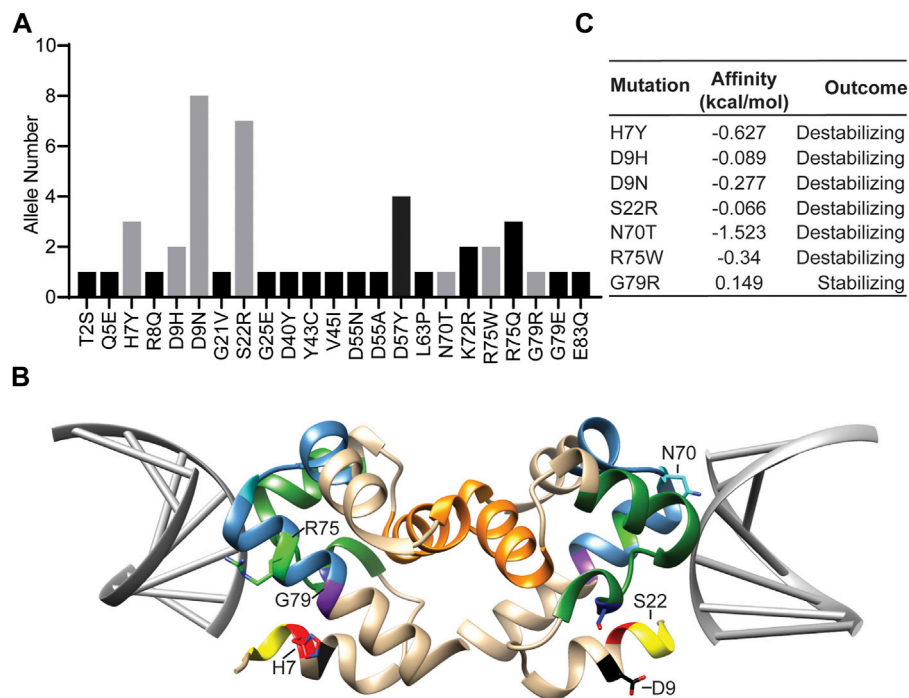 A
10
8
6
4
2
0
Allele Number
T2S
Q5E
H7Y
R8Q
D9H
D9N
G21V
S22R
G25E
D40Y
Y43C
V45I
D55N
D55A
D57Y
L63P
N70T
K72R
R75W
R75Q
G79R
G79E
E83Q
C
Mutation Affinity (kcal/mol) Outcome
H7Y -0.627 Destabilizing
D9H -0.089 Destabilizing
D9N -0.277 Destabilizing
S22R -0.066 Destabilizing
N70T -1.523 Destabilizing
R75W -0.34 Destabilizing
G79R 0.149 Stabilizing
B
N70
R75
G79
S22
H7
D9